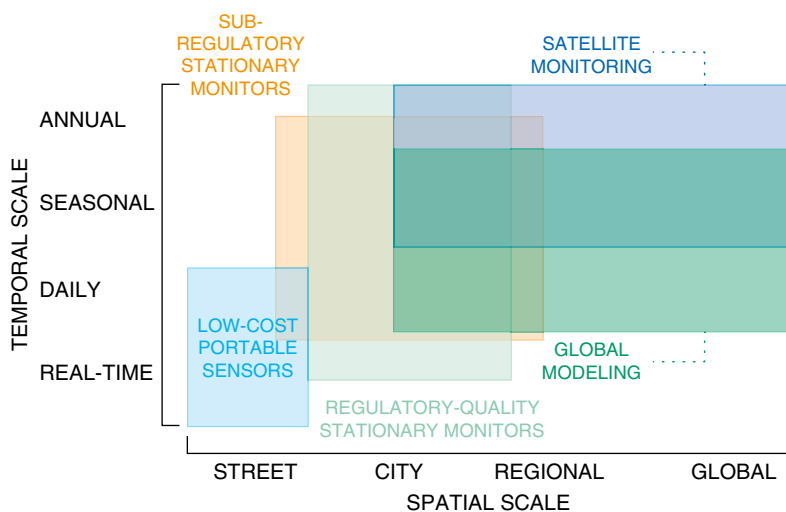 SUB-
REGULATORY
STATIONARY
MONITORS
SATELLITE
MONITORING
TEMPORAL SCALE
ANNUAL
SEASONAL
DAILY
REAL-TIME
LOW-COST
PORTABLE
SENSORS
GLOBAL
MODELING
REGULATORY-QUALITY
STATIONARY MONITORS
STREET
CITY
REGIONAL
GLOBAL
SPATIAL SCALE